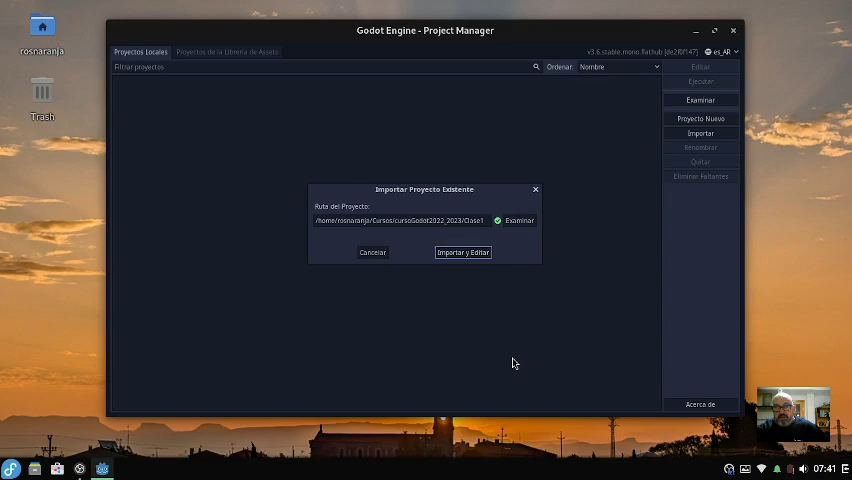 rosnaranja
Trash
Godot Engine - Project Manager
Proyectos Locales
Proyectos de la Librería de Assets
v3.6.stable.mono.flathub [de2f0f147]
es_AR
Filtrar proyectos
Ordenar:
Nombre
Editar
Ejecutar
Examinar
Proyecto Nuevo
Importar
Renombrar
Quitar
Eliminar Faltantes
Importar Proyecto Existente
Ruta del Proyecto:
/home/rosnaranja/Cursos/cursoGodot2022_2023/Clase1
Examinar
Cancelar
Importar y Editar
Acerca de
07:41